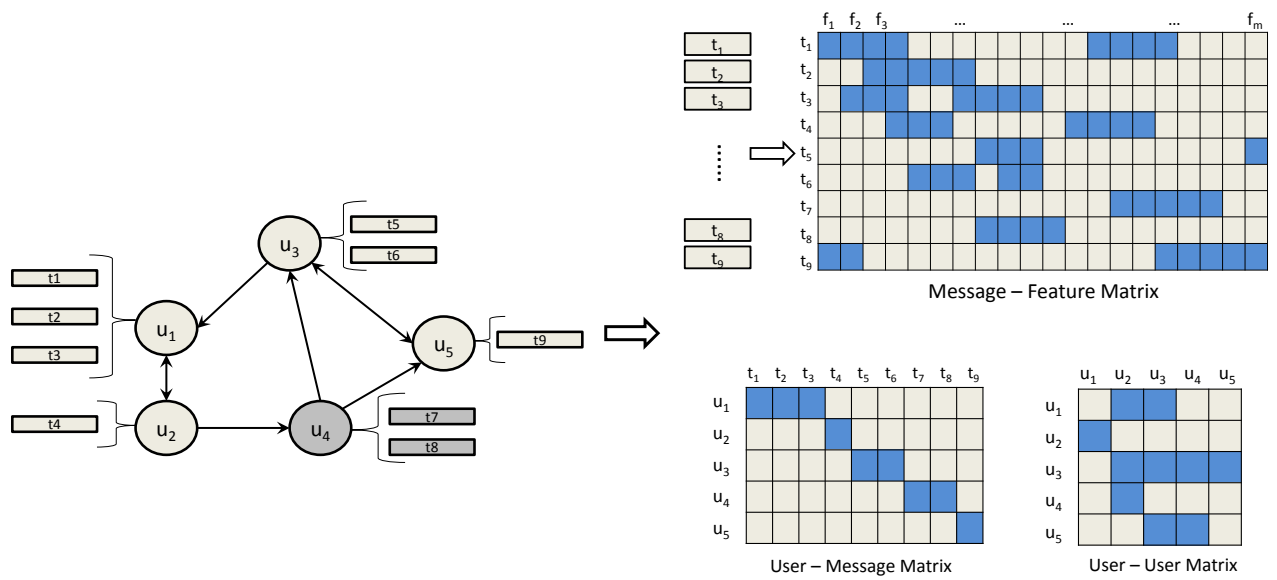 t1
t2
t3
t4
u1
u2
u3
t5
t6
u4
t7
t8
u5
t9
t1
t2
t3
t8
t9
f1 f2 f3 ... ... ... fm
t1
t2
t3
t4
t5
t6
t7
t8
t9
Message – Feature Matrix
t1 t2 t3 t4 t5 t6 t7 t8 t9
u1
u2
u3
u4
u5
User – Message Matrix
u1 u2 u3 u4 u5
u1
u2
u3
u4
u5
User – User Matrix